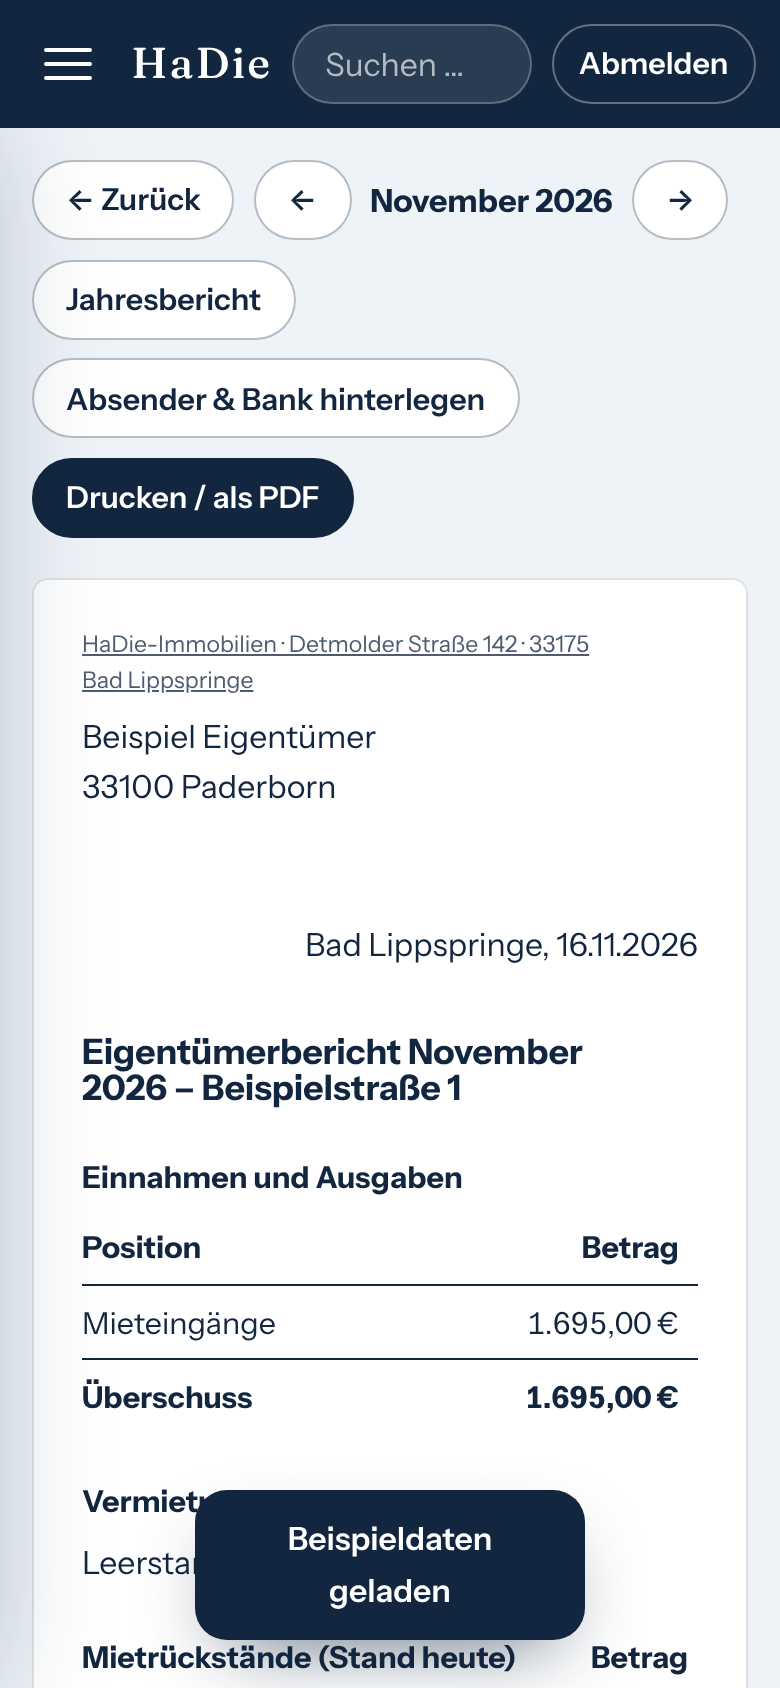 HaDie
Suchen ...
Abmelden
← Zurück
←
November 2026
→
Jahresbericht
Absender & Bank hinterlegen
Drucken / als PDF
HaDie-Immobilien · Detmolder Straße 142 · 33175
Bad Lippspringe
Beispiel Eigentümer
33100 Paderborn
Bad Lippspringe, 16.11.2026
Eigentümerbericht November
2026 – Beispielstraße 1
Einnahmen und Ausgaben
Position Betrag
Mieteingänge 1.695,00 €
Überschuss 1.695,00 €
Beispieldaten
geladen
Mietrückstände (Stand heute) Betrag